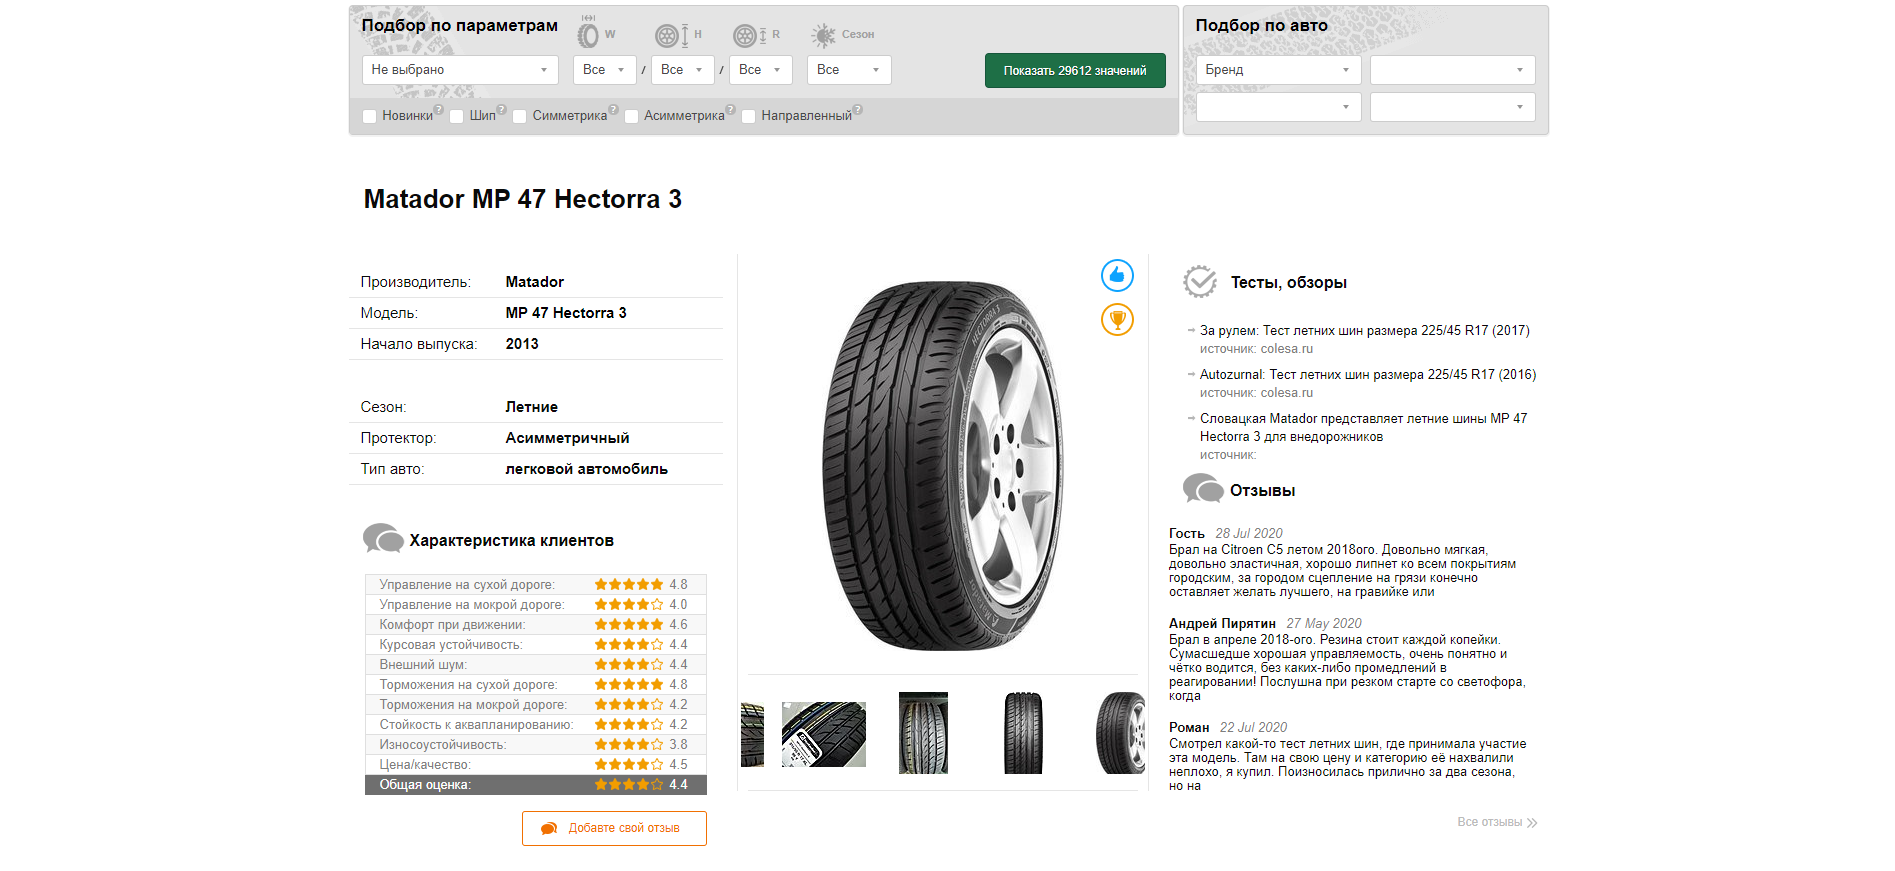 Подбор по параметрам
W
H
R
Сезон
Не выбрано
Все
/
Все
/
Все
Все
Показать 29612 значений
Новинки ?
Шип ?
Симметрика ?
Асимметрика ?
Направленный ?
Подбор по авто
Бренд
Matador MP 47 Hectorra 3
Производитель: Matador
Модель: MP 47 Hectorra 3
Начало выпуска: 2013
Сезон: Летние
Протектор: Асимметричный
Тип авто: легковой автомобиль
Характеристика клиентов
Управление на сухой дороге: 4.8
Управление на мокрой дороге: 4.0
Комфорт при движении: 4.6
Курсовая устойчивость: 4.4
Внешний шум: 4.4
Торможения на сухой дороге: 4.8
Торможения на мокрой дороге: 4.2
Стойкость к аквапланированию: 4.2
Износоустойчивость: 3.8
Цена/качество: 4.5
Общая оценка: 4.4
Добавте свой отзыв
HECTORRA 3
MATADOR
Тесты, обзоры
За рулем: Тест летних шин размера 225/45 R17 (2017)
источник: colesa.ru
Autozurnal: Тест летних шин размера 225/45 R17 (2016)
источник: colesa.ru
Словацкая Matador представляет летние шины MP 47
Hectorra 3 для внедорожников
источник:
Отзывы
Гость 28 Jul 2020
Брал на Citroen C5 летом 2018ого. Довольно мягкая,
довольно эластичная, хорошо липнет ко всем покрытиям
городским, за городом сцепление на грязи конечно
оставляет желать лучшего, на гравийке или
Андрей Пирятин 27 May 2020
Брал в апреле 2018-ого. Резина стоит каждой копейки.
Сумасшедше хорошая управляемость, очень понятно и
чётко водится, без каких-либо промедлений в
реагировании! Послушна при резком старте со светофора,
когда
Роман 22 Jul 2020
Смотрел какой-то тест летних шин, где принимала участие
эта модель. Там на свою цену и категорию её нахвалили
неплохо, я купил. Поизносилась прилично за два сезона,
но на
Все отзывы